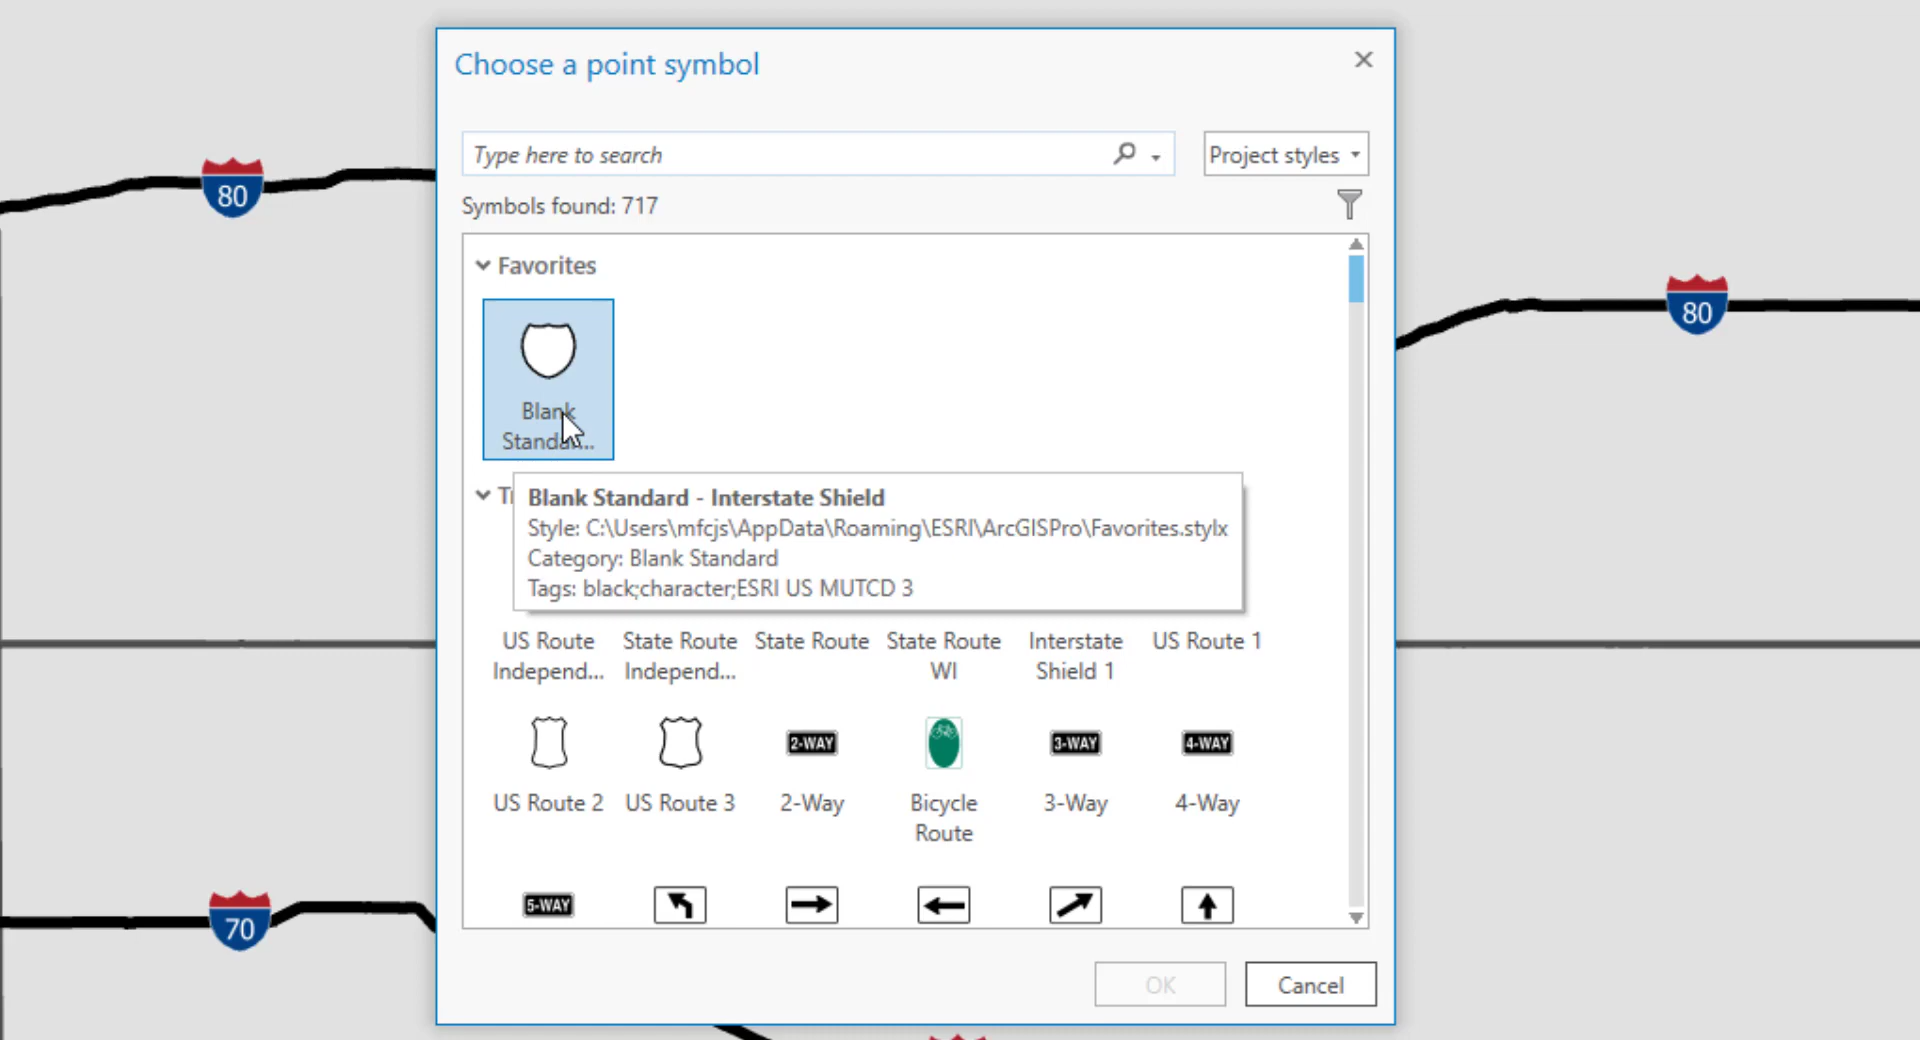 Choose a point symbol
Type here to search
Project styles
Symbols found: 717
80
80
Favorites
Blank
Standa...
Blank Standard - Interstate Shield
Style: C:\Users\mfcjs\AppData\Roaming\ESRI\ArcGISPro\Favorites.stylx
Category: Blank Standard
Tags: black;character;ESRI US MUTCD 3
US Route Independ...
State Route Independ...
State Route
State Route WI
Interstate Shield 1
US Route 1
2-WAY
3-WAY
4-WAY
US Route 2
US Route 3
2-Way
Bicycle Route
3-Way
4-Way
5-WAY
70
OK
Cancel